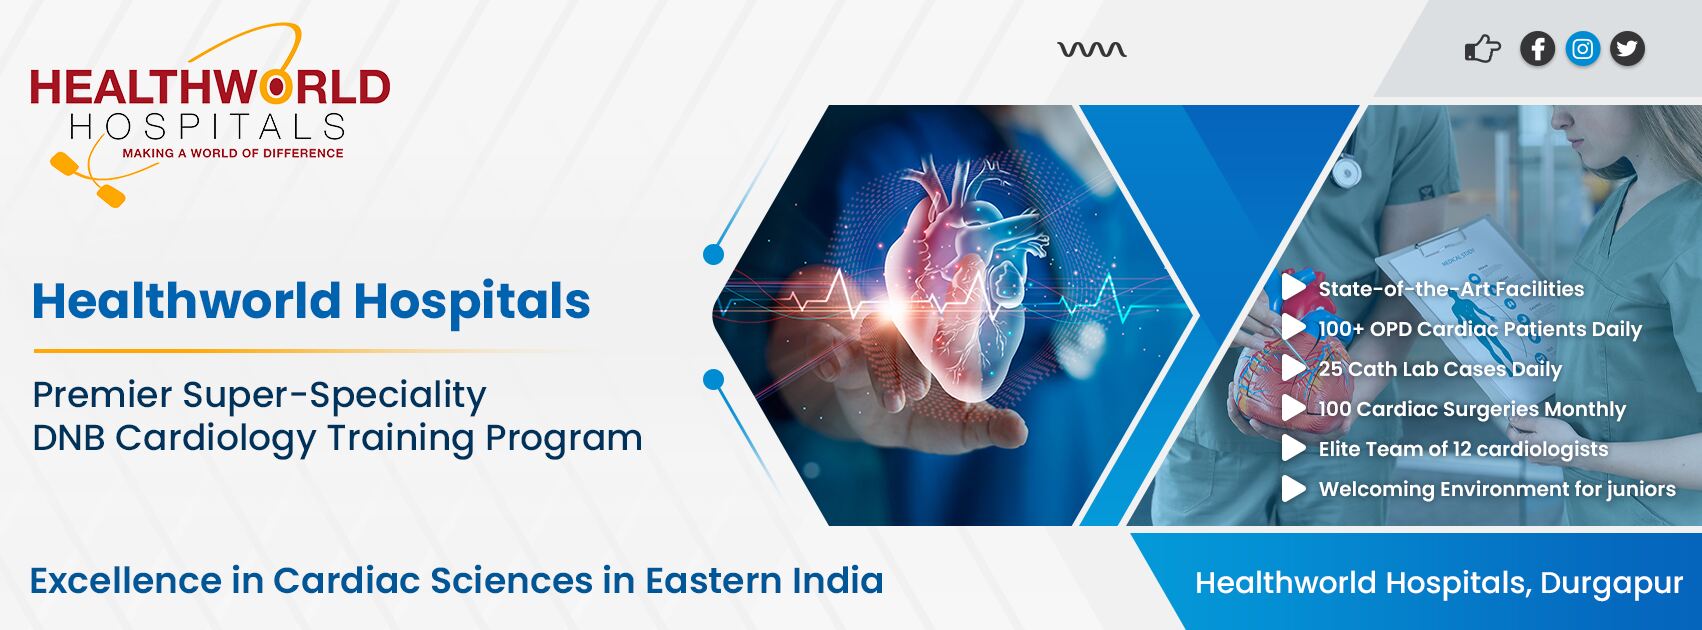 HEALTHWORLD
HOSPITALS
MAKING A WORLD OF DIFFERENCE
Healthworld Hospitals
Premier Super-Speciality
DNB Cardiology Training Program
Excellence in Cardiac Sciences in Eastern India
MEDICAL STUDY
State-of-the-Art Facilities
100+ OPD Cardiac Patients Daily
25 Cath Lab Cases Daily
100 Cardiac Surgeries Monthly
Elite Team of 12 cardiologists
Welcoming Environment for juniors
Healthworld Hospitals, Durgapur